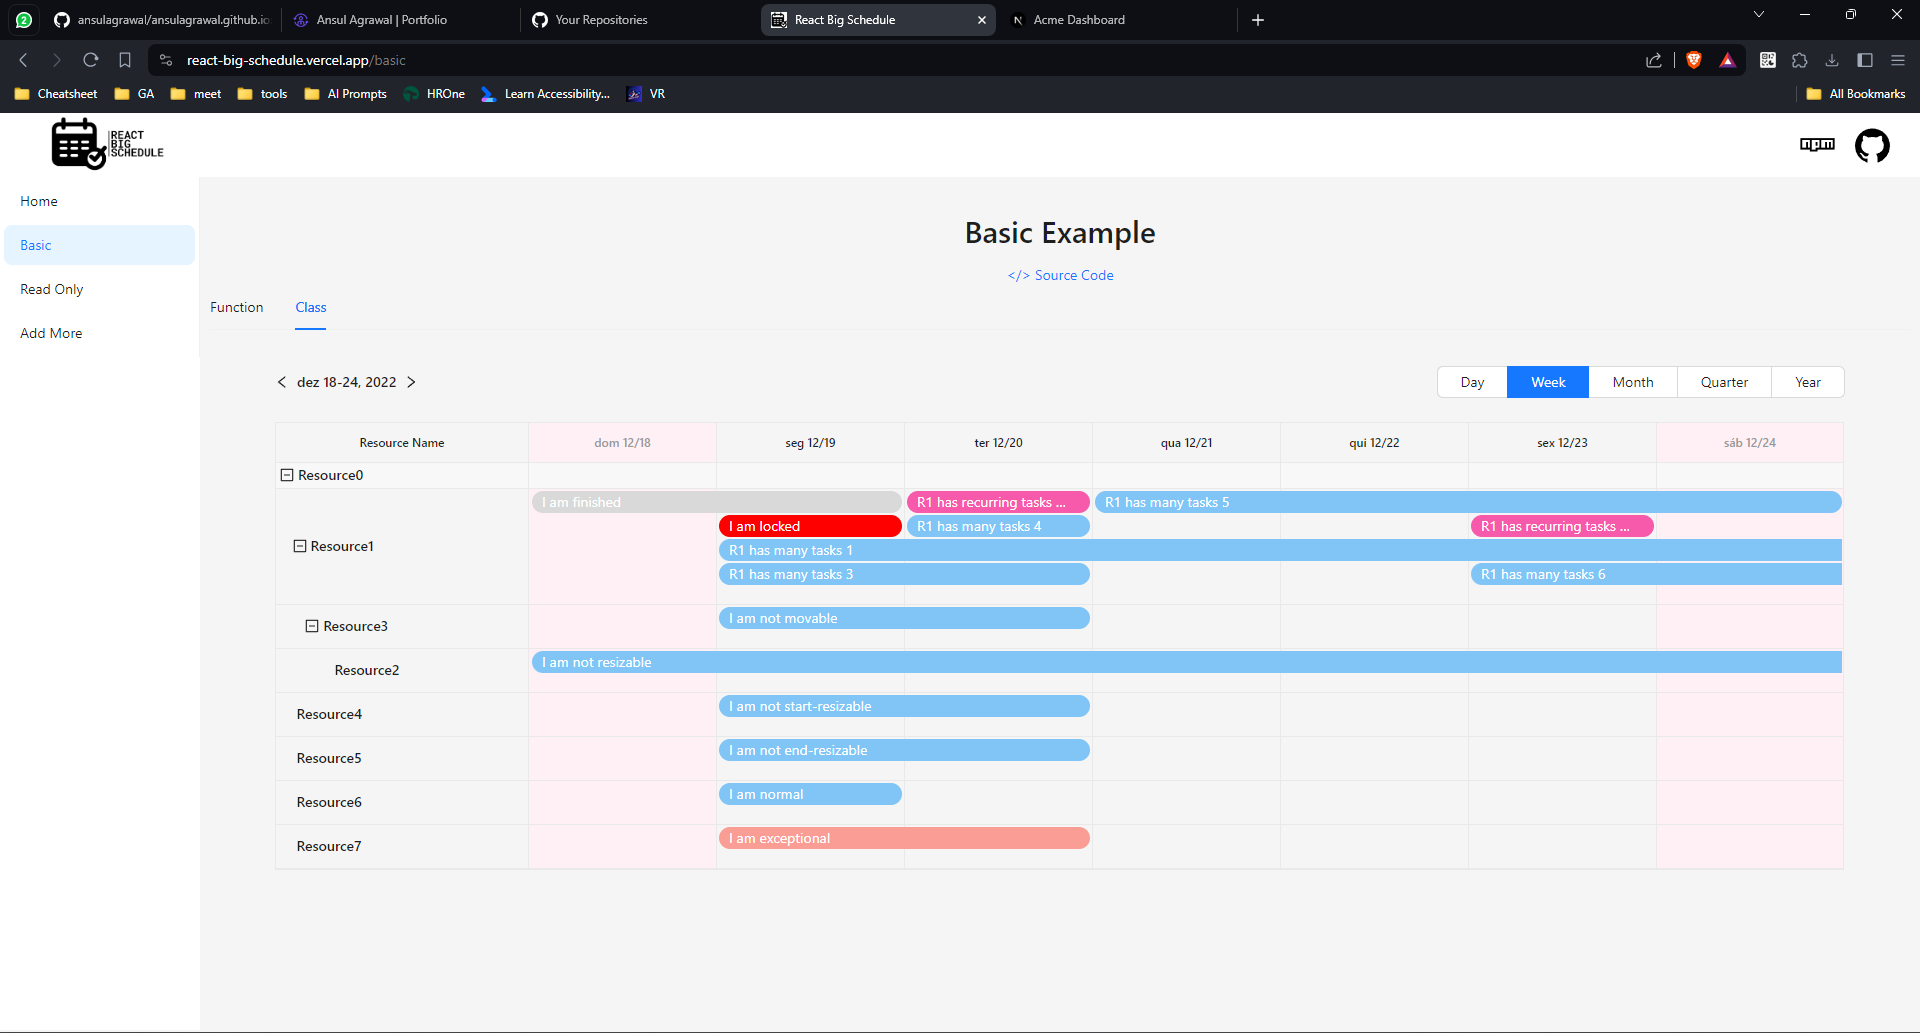 2
ansulagrawal/ansulagrawal.github.io
Ansul Agrawal | Portfolio
Your Repositories
React Big Schedule
N
Acme Dashboard
react-big-schedule.vercel.app/basic
Cheatsheet
GA
meet
tools
AI Prompts
HROne
Learn Accessibility...
VR
All Bookmarks
REACT
BIG
SCHEDULE
npm
Home
Basic
Read Only
Add More
Basic Example
</> Source Code
Function
Class
dez 18-24, 2022
Day
Week
Month
Quarter
Year
Resource Name
dom 12/18
seg 12/19
ter 12/20
qua 12/21
qui 12/22
sex 12/23
sáb 12/24
Resource0
Resource1
I am finished
R1 has recurring tasks ...
R1 has many tasks 5
I am locked
R1 has many tasks 4
R1 has recurring tasks ...
R1 has many tasks 1
R1 has many tasks 3
R1 has many tasks 6
Resource3
I am not movable
Resource2
I am not resizable
Resource4
I am not start-resizable
Resource5
I am not end-resizable
Resource6
I am normal
Resource7
I am exceptional